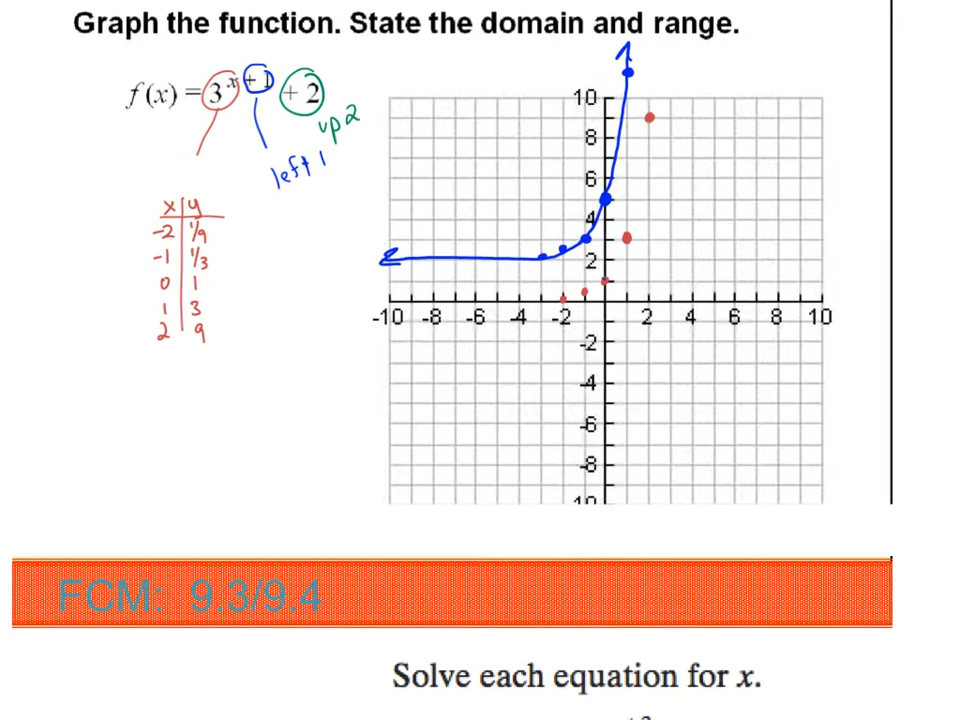 Graph the function. State the domain and range.
f(x) = 3^{x+1} + 2
up 2
left 1
x y
-2 1/9
-1 1/3
0 1
1 3
2 9
10
8
6
4
2
-10 -8 -6 -4 -2 2 4 6 8 10
-2
-4
-6
-8
10
FCM: 9.3/9.4
Solve each equation for x.